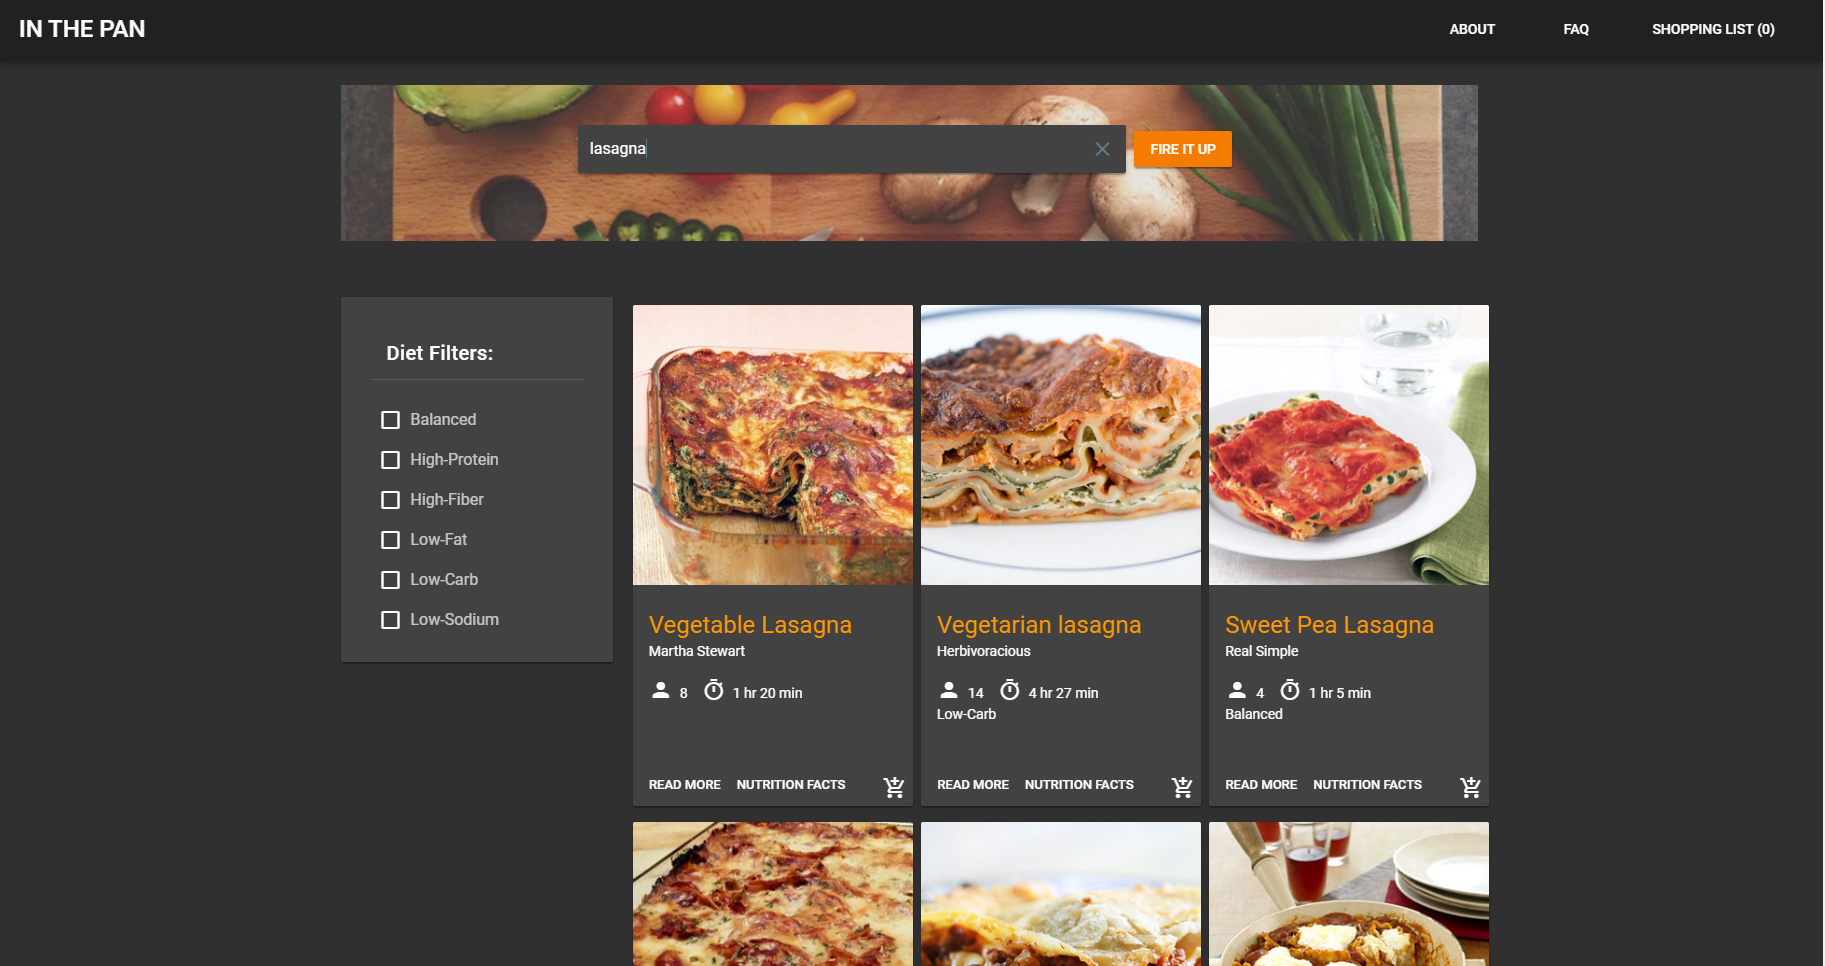 IN THE PAN
ABOUT
FAQ
SHOPPING LIST (0)
lasagna
FIRE IT UP
Diet Filters:
Balanced
High-Protein
High-Fiber
Low-Fat
Low-Carb
Low-Sodium
Vegetable Lasagna
Martha Stewart
8 1 hr 20 min
READ MORE NUTRITION FACTS
Vegetarian lasagna
Herbivoracious
14 4 hr 27 min
Low-Carb
READ MORE NUTRITION FACTS
Sweet Pea Lasagna
Real Simple
4 1 hr 5 min
Balanced
READ MORE NUTRITION FACTS